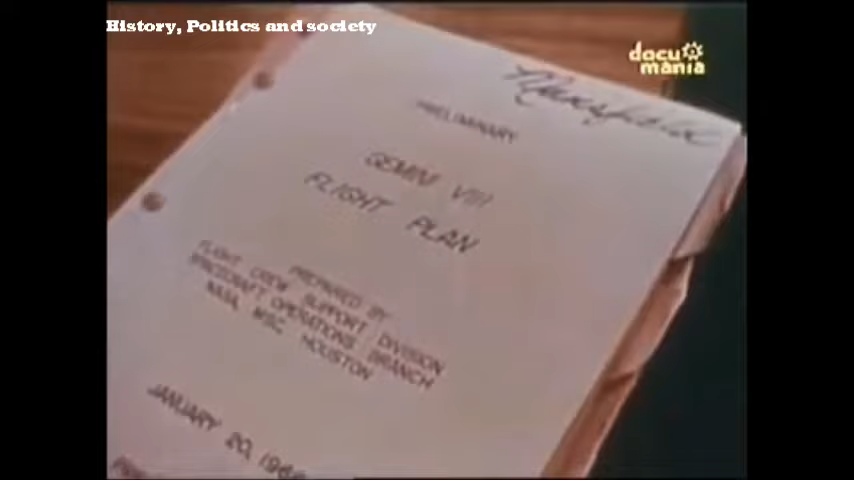 History, Politics and society
docu
mania
PRELIMINARY
GEMINI VIII
FLIGHT PLAN
PREPARED BY
FLIGHT CREW SUPPORT DIVISION
SPACECRAFT OPERATIONS BRANCH
NASA, MSC HOUSTON
JANUARY 20, 1966